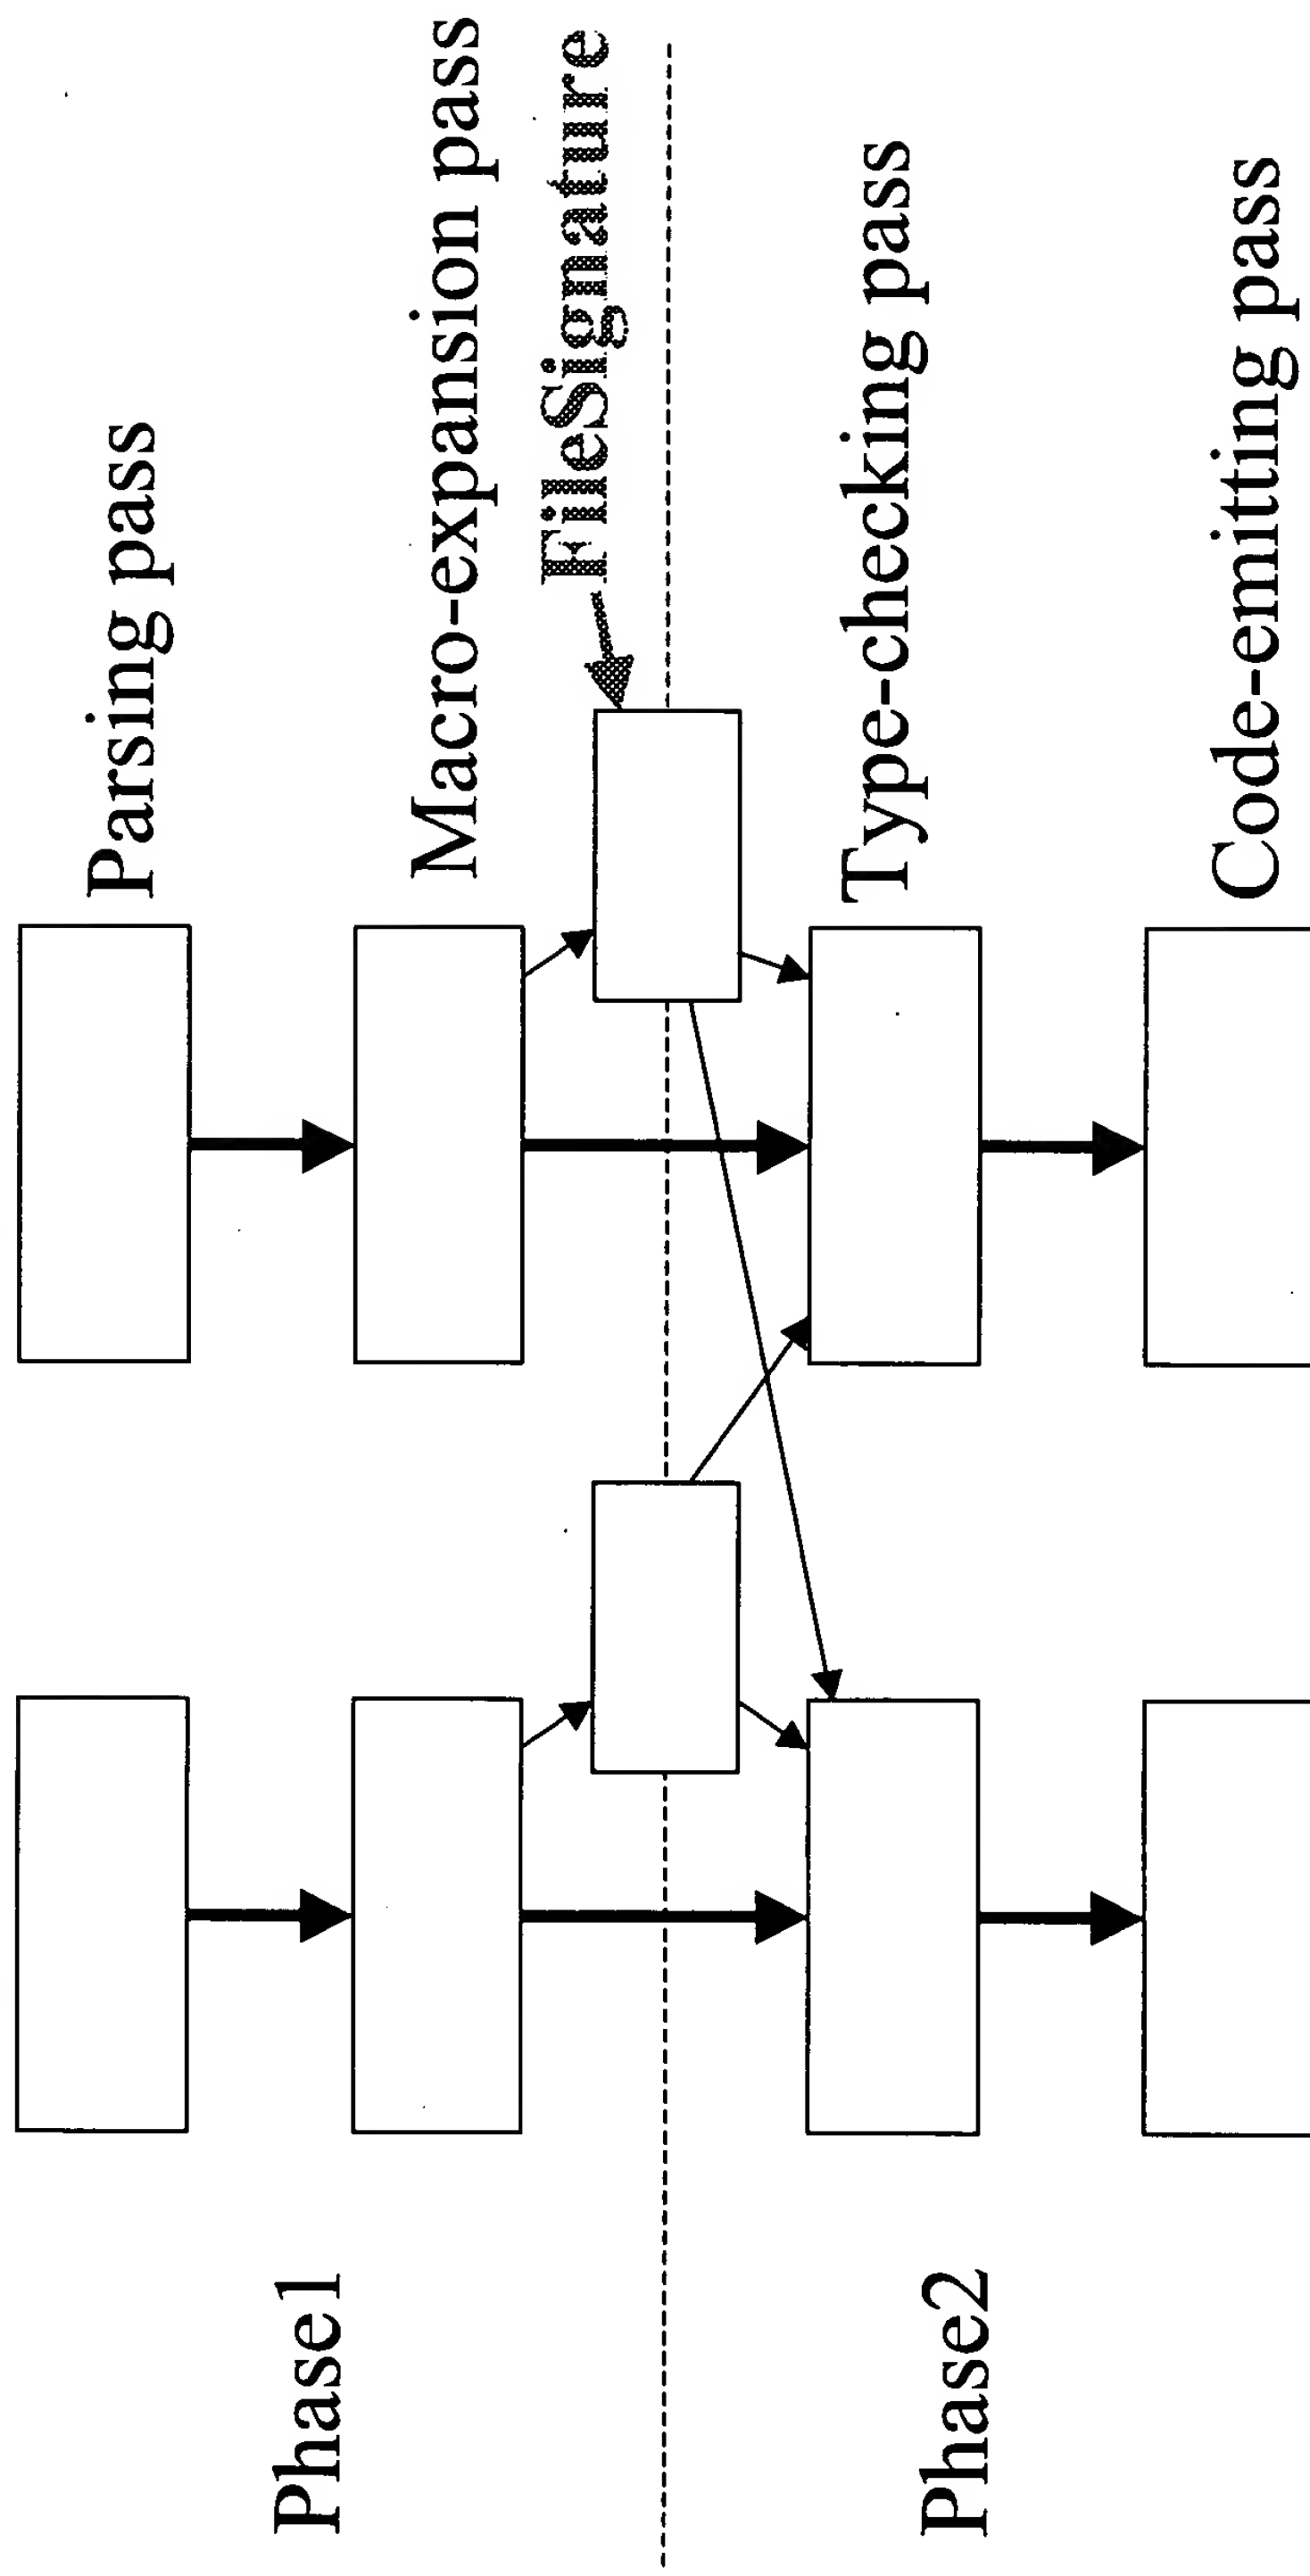 Parsing pass
Phase1
Macro-expansion pass
FileSignature
Type-checking pass
Phase2
Code-emitting pass